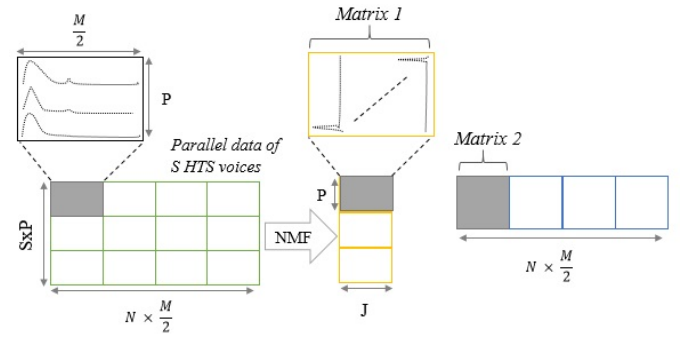 M/2
Matrix 1
P
Parallel data of
S HTS voices
Matrix 2
SxP
P
NMF
N × M/2
J
N × M/2